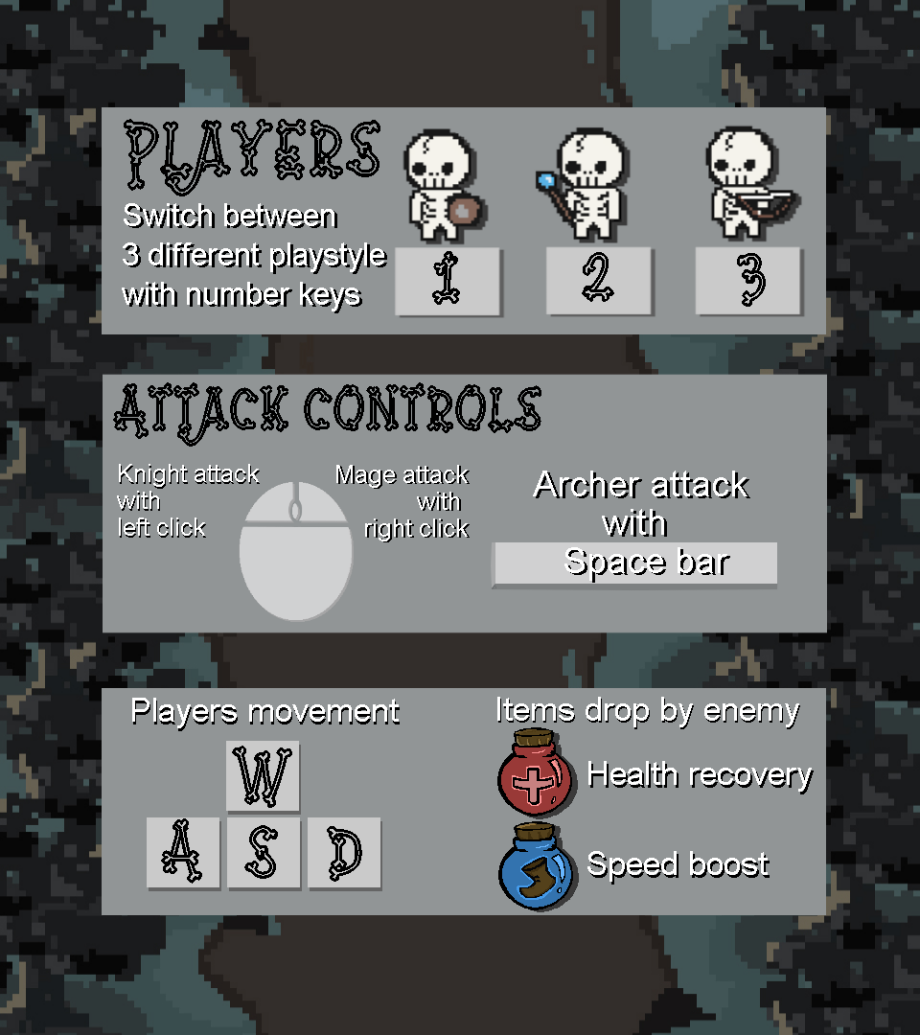 PLAYERS
Switch between
3 different playstyle
with number keys
1 2 3
ATTACK CONTROLS
Knight attack
with
left click
Mage attack
with
right click
Archer attack
with
Space bar
Players movement
W
A S D
Items drop by enemy
Health recovery
Speed boost